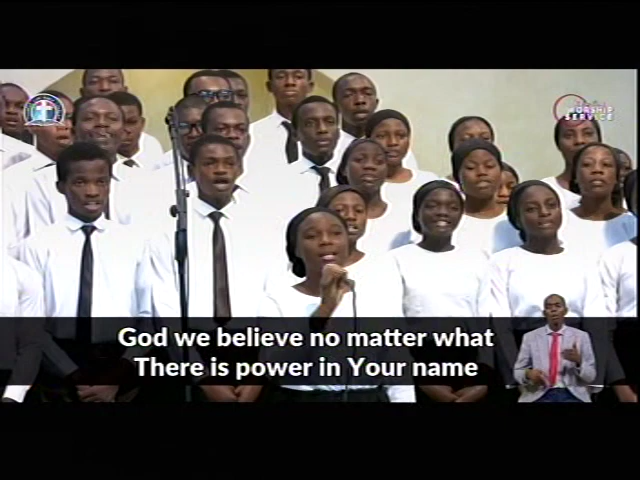 WORSHIP
SERVICE
God we believe no matter what
There is power in Your name